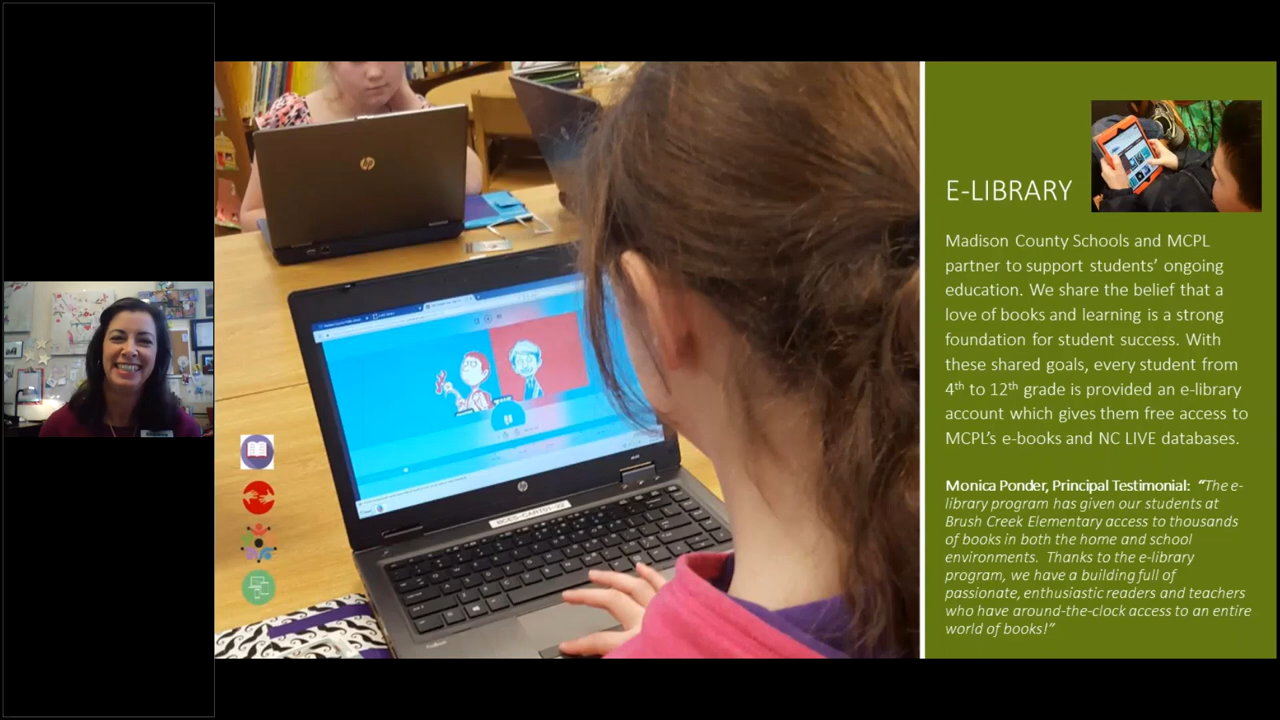 E-LIBRARY
Madison County Schools and MCPL
partner to support students’ ongoing
education. We share the belief that a
love of books and learning is a strong
foundation for student success. With
these shared goals, every student from
4th to 12th grade is provided an e-library
account which gives them free access to
MCPL’s e-books and NC LIVE databases.
Monica Ponder, Principal Testimonial: “The e-
library program has given our students at
Brush Creek Elementary access to thousands
of books in both the home and school
environments. Thanks to the e-library
program, we have a building full of
passionate, enthusiastic readers and teachers
who have around-the-clock access to an entire
world of books!”
hp
hp